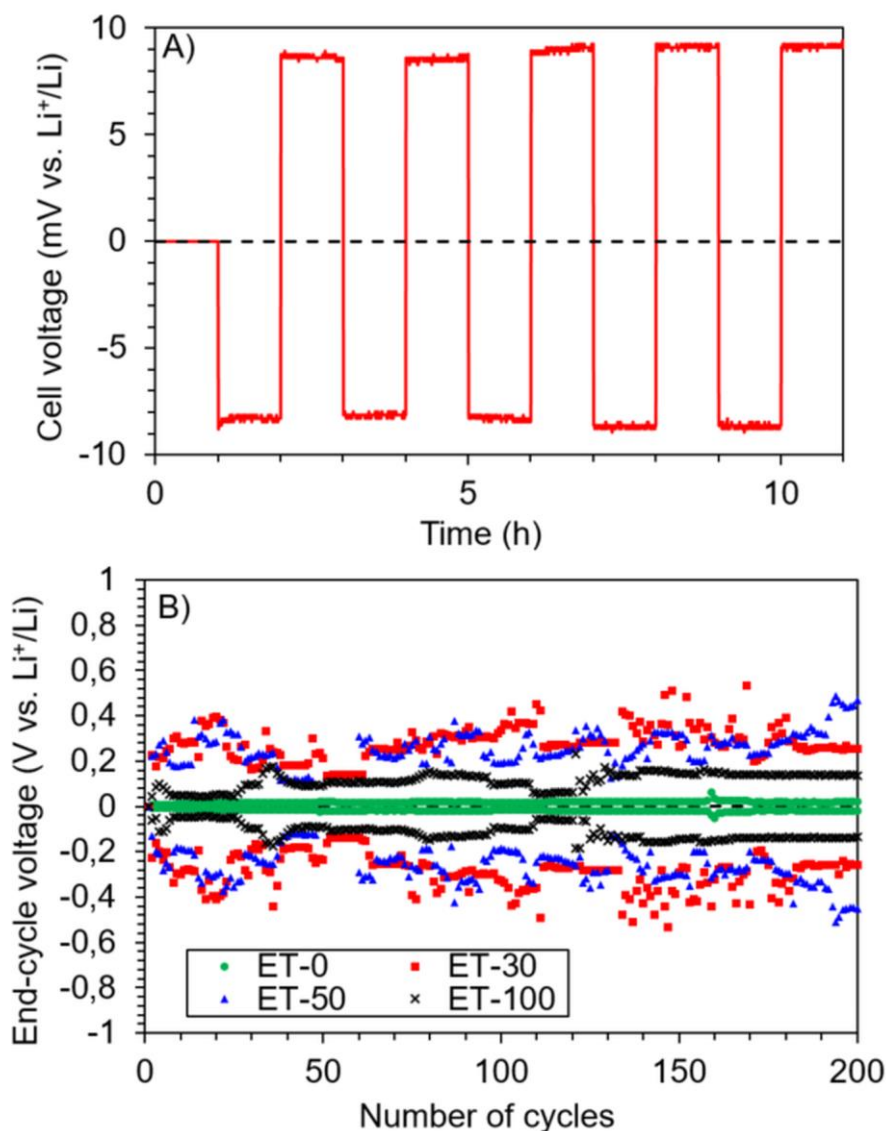 A)
Cell voltage (mV vs. Li⁺/Li)
10
5
0
-5
-10
0
5
10
Time (h)
B)
End-cycle voltage (V vs. Li⁺/Li)
1
0,8
0,6
0,4
0,2
0
-0,2
-0,4
-0,6
-0,8
-1
ET-0 ET-30
ET-50 ET-100
0 50 100 150 200
Number of cycles